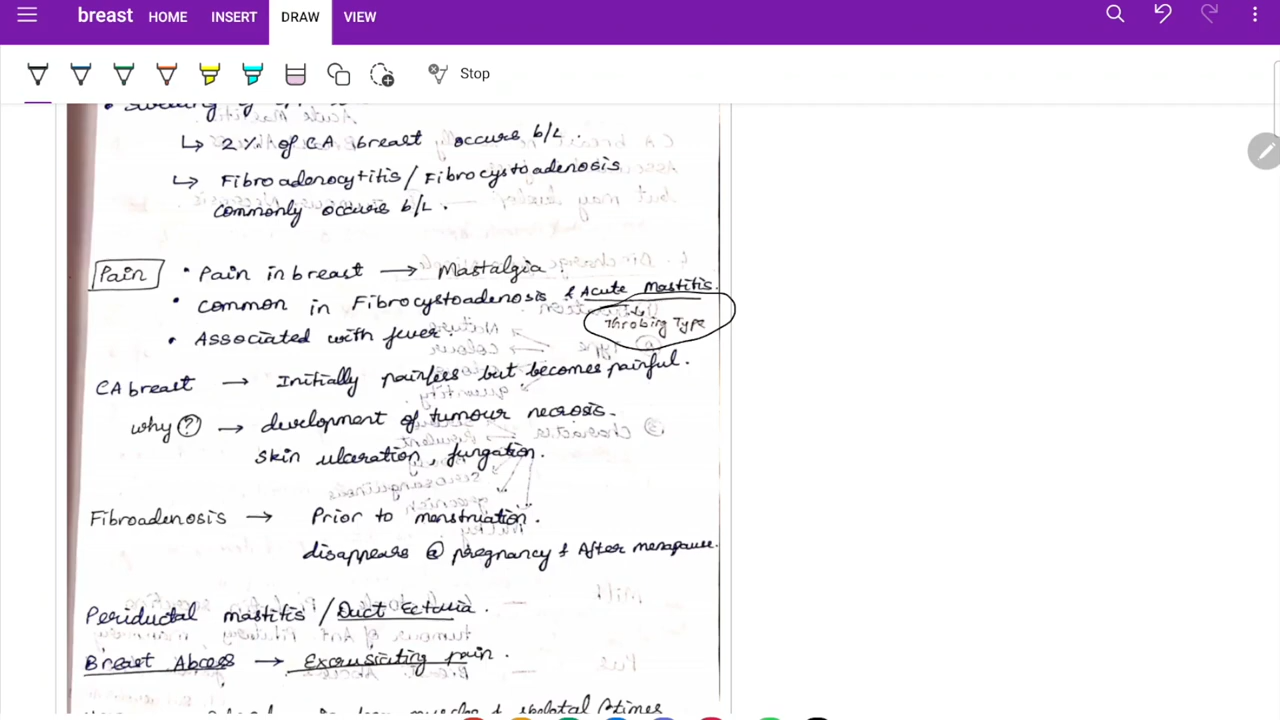 breast HOME INSERT DRAW VIEW
Stop
↳ 2% of CA breast occurs b/L.
↳ Fibroadenocytitis / Fibrocystoadenosis
commonly occurs b/L.
Pain • Pain in breast → Mastalgia
• common in Fibrocystoadenosis & Acute Mastitis.
↳ Throbing Type
• Associated with fever.
CA breast → Initially painless but becomes painful.
why ? → development of tumour necrosis.
skin ulceration, fungation.
Fibroadenosis → Prior to menstruation.
disappears @ pregnancy & After menopause.
Periductal mastitis / Duct Ectasia.
Breast Abcess → Excrusiating pain.
muscles & skeletal